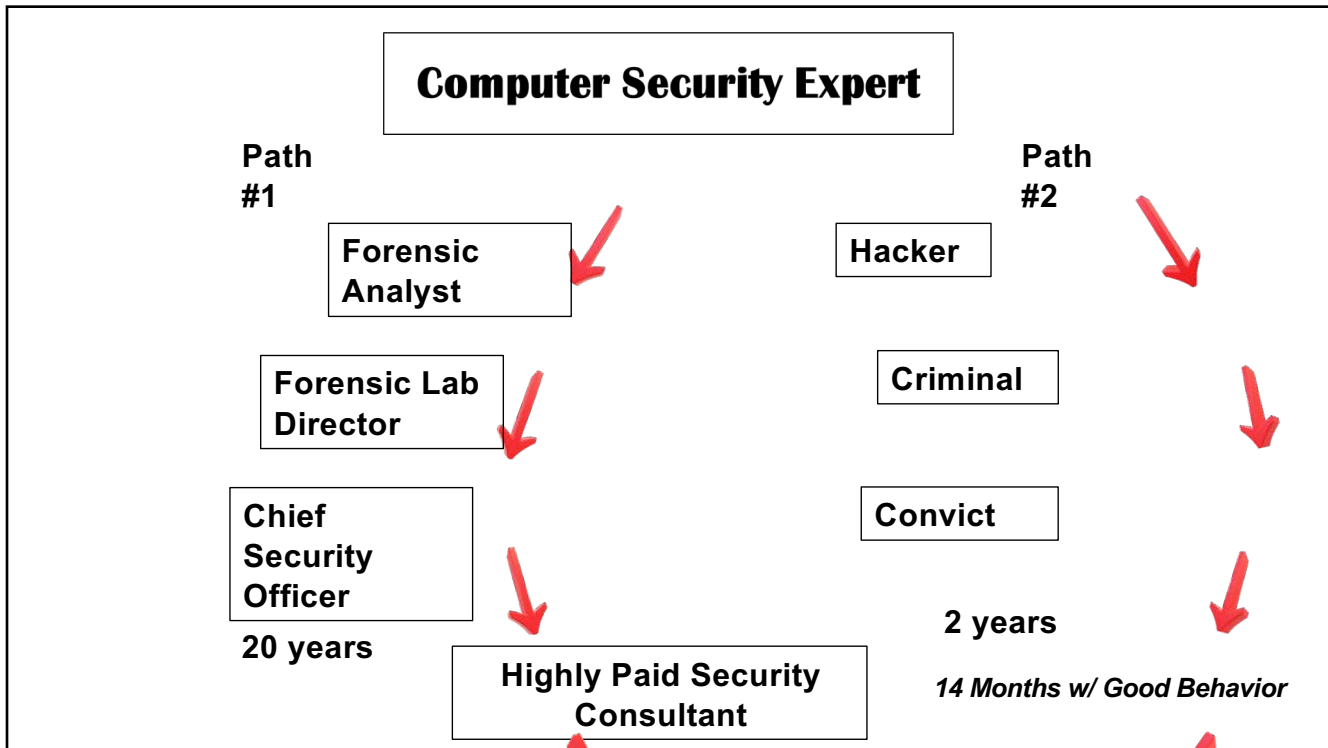 Computer Security Expert
Path
#1
Path
#2
Forensic
Analyst
Hacker
Forensic Lab
Director
Criminal
Chief
Security
Officer
Convict
20 years
2 years
Highly Paid Security
Consultant
14 Months w/ Good Behavior